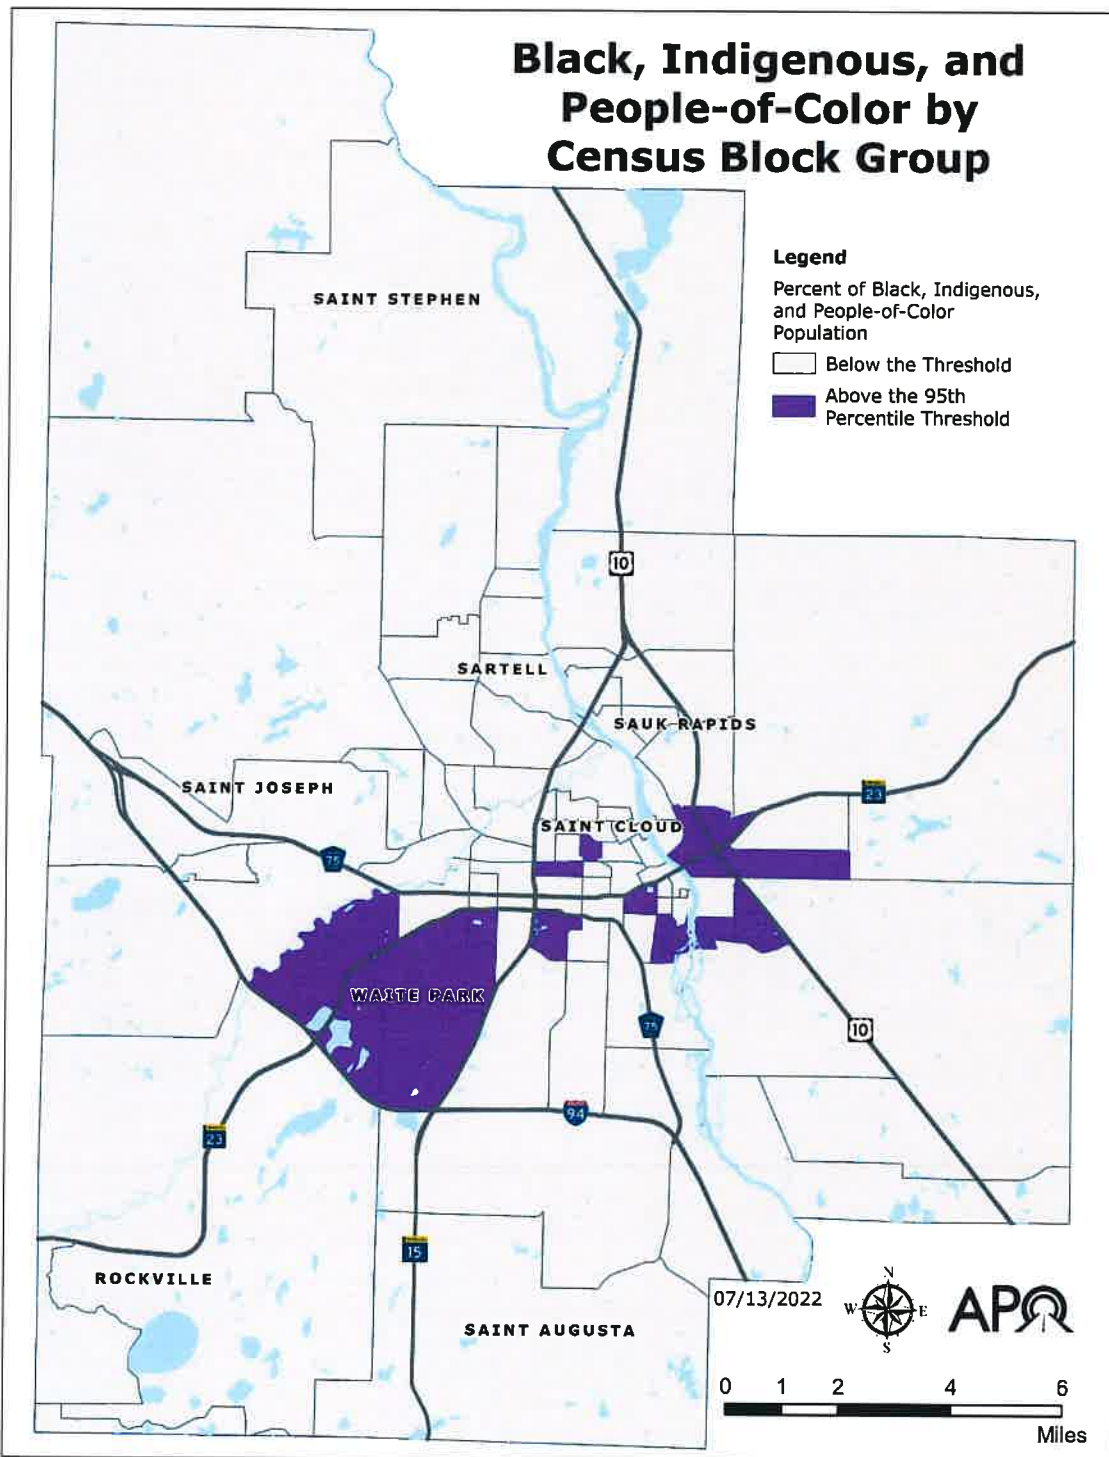 Black, Indigenous, and
People-of-Color by
Census Block Group
Legend
Percent of Black, Indigenous,
and People-of-Color
Population
Below the Threshold
Above the 95th
Percentile Threshold
SAINT STEPHEN
10
SARTELL
SAUK RAPIDS
SAINT JOSEPH
23
SAINT CLOUD
75
WAITE PARK
75
10
94
23
15
ROCKVILLE
SAINT AUGUSTA
07/13/2022
N
W E
S
APO
0 1 2 4 6
Miles